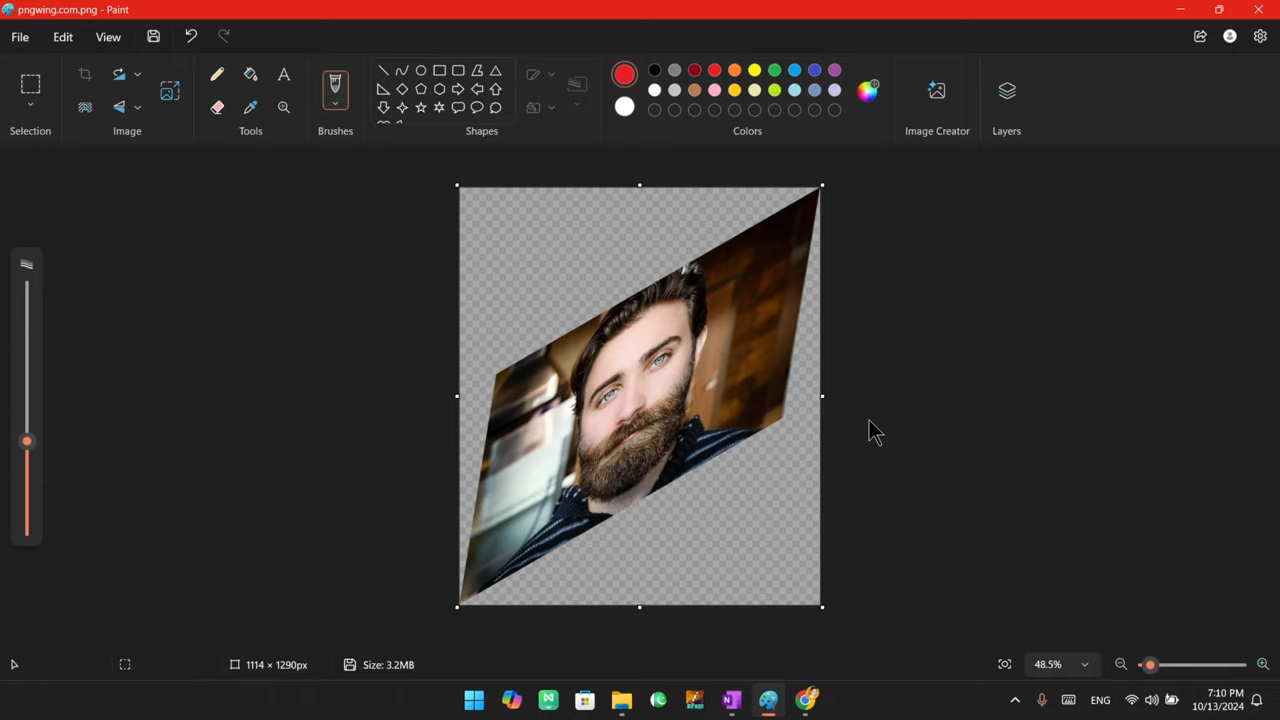 pngwing.com.png - Paint
File Edit View
Selection Image Tools Brushes Shapes Colors Image Creator Layers
1114 × 1290px Size: 3.2MB 48.5%
ENG 7:10 PM
10/13/2024